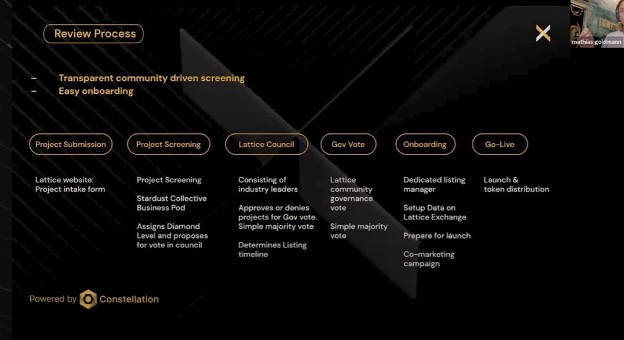 Review Process
mathias goldmann
– Transparent community driven screening
– Easy onboarding
Project Submission
Project Screening
Lattice Council
Gov Vote
Onboarding
Go-Live
Lattice website:
Project intake form
Project Screening
Stardust Collective
Business Pod
Assigns Diamond
Level and proposes
for vote in council
Consisting of
industry leaders
Approves or denies
projects for Gov vote.
Simple majority vote
Determines Listing
timeline
Lattice
community
governance
vote
Simple majority
vote
Dedicated listing
manager
Setup Data on
Lattice Exchange
Prepare for launch
Co-marketing
campaign
Launch &
token distribution
Powered by Constellation